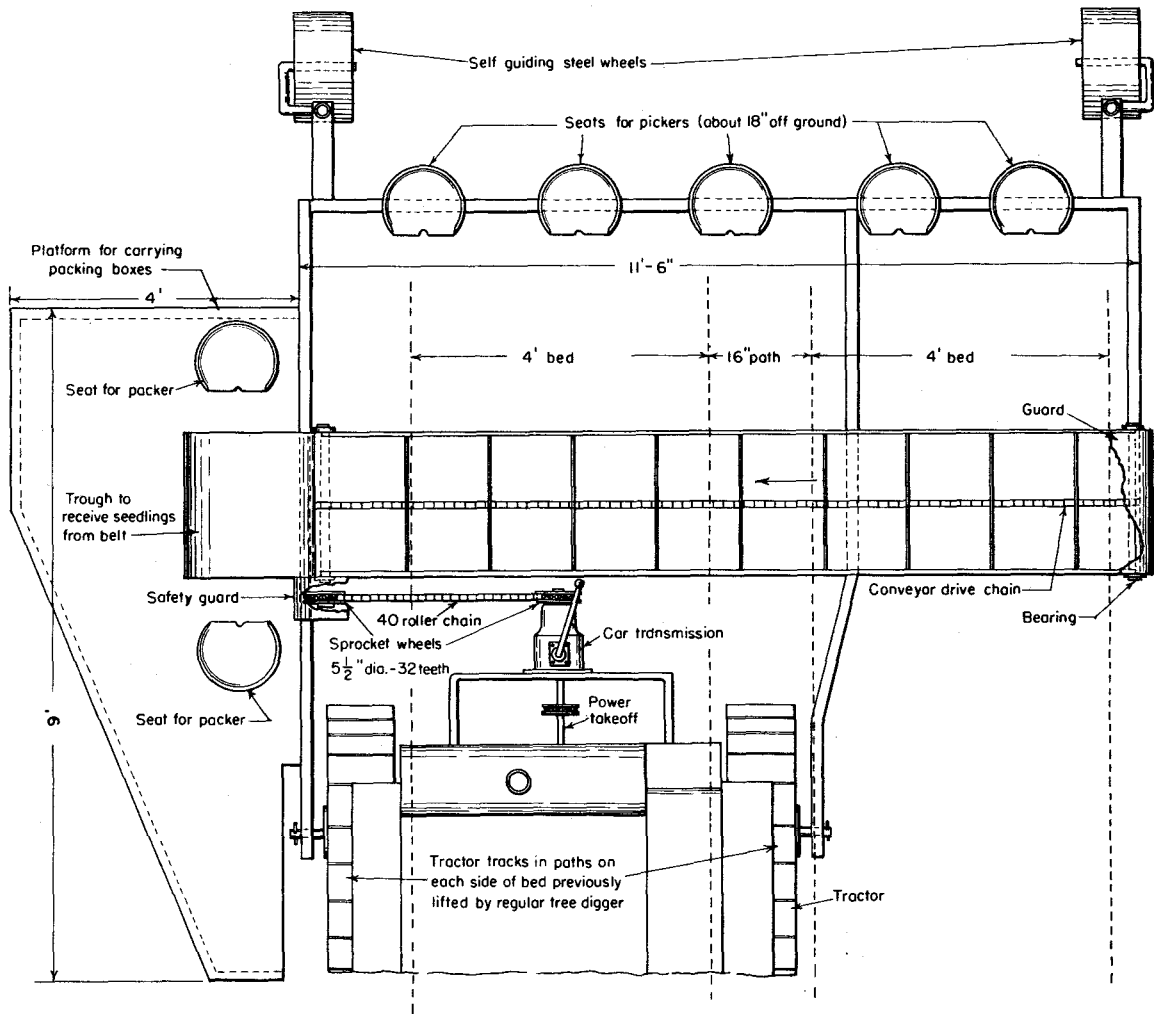 Self guiding steel wheels
Seats for pickers (about 18" off ground)
Platform for carrying
packing boxes
11'-6"
4'
4' bed
16" path
4' bed
Seat for packer
Guard
Trough to
receive seedlings
from belt
Safety guard
40 roller chain
Conveyor drive chain
Bearing
Sprocket wheels
5 1/2" dia.-32 teeth
Car transmission
Power
takeoff
9'
Seat for packer
Tractor tracks in paths on
each side of bed previously
lifted by regular tree digger
Tractor